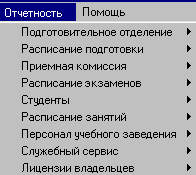 Отчетность Помощь
Подготовительное отделение
Расписание подготовки
Приемная комиссия
Расписание экзаменов
Студенты
Расписание занятий
Персонал учебного заведения
Служебный сервис
Лицензии владельцев